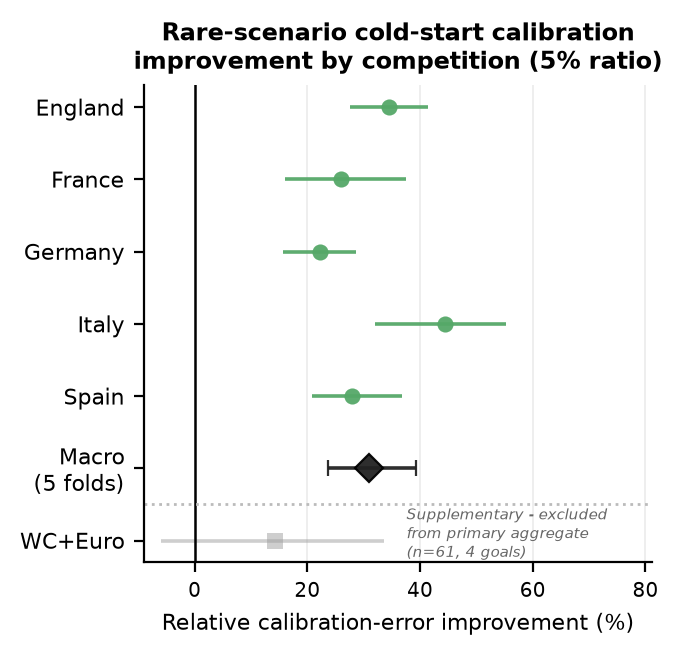 Rare-scenario cold-start calibration
improvement by competition (5% ratio)
England
France
Germany
Italy
Spain
Macro
(5 folds)
WC+Euro
Supplementary - excluded
from primary aggregate
(n=61, 4 goals)
0 20 40 60 80
Relative calibration-error improvement (%)